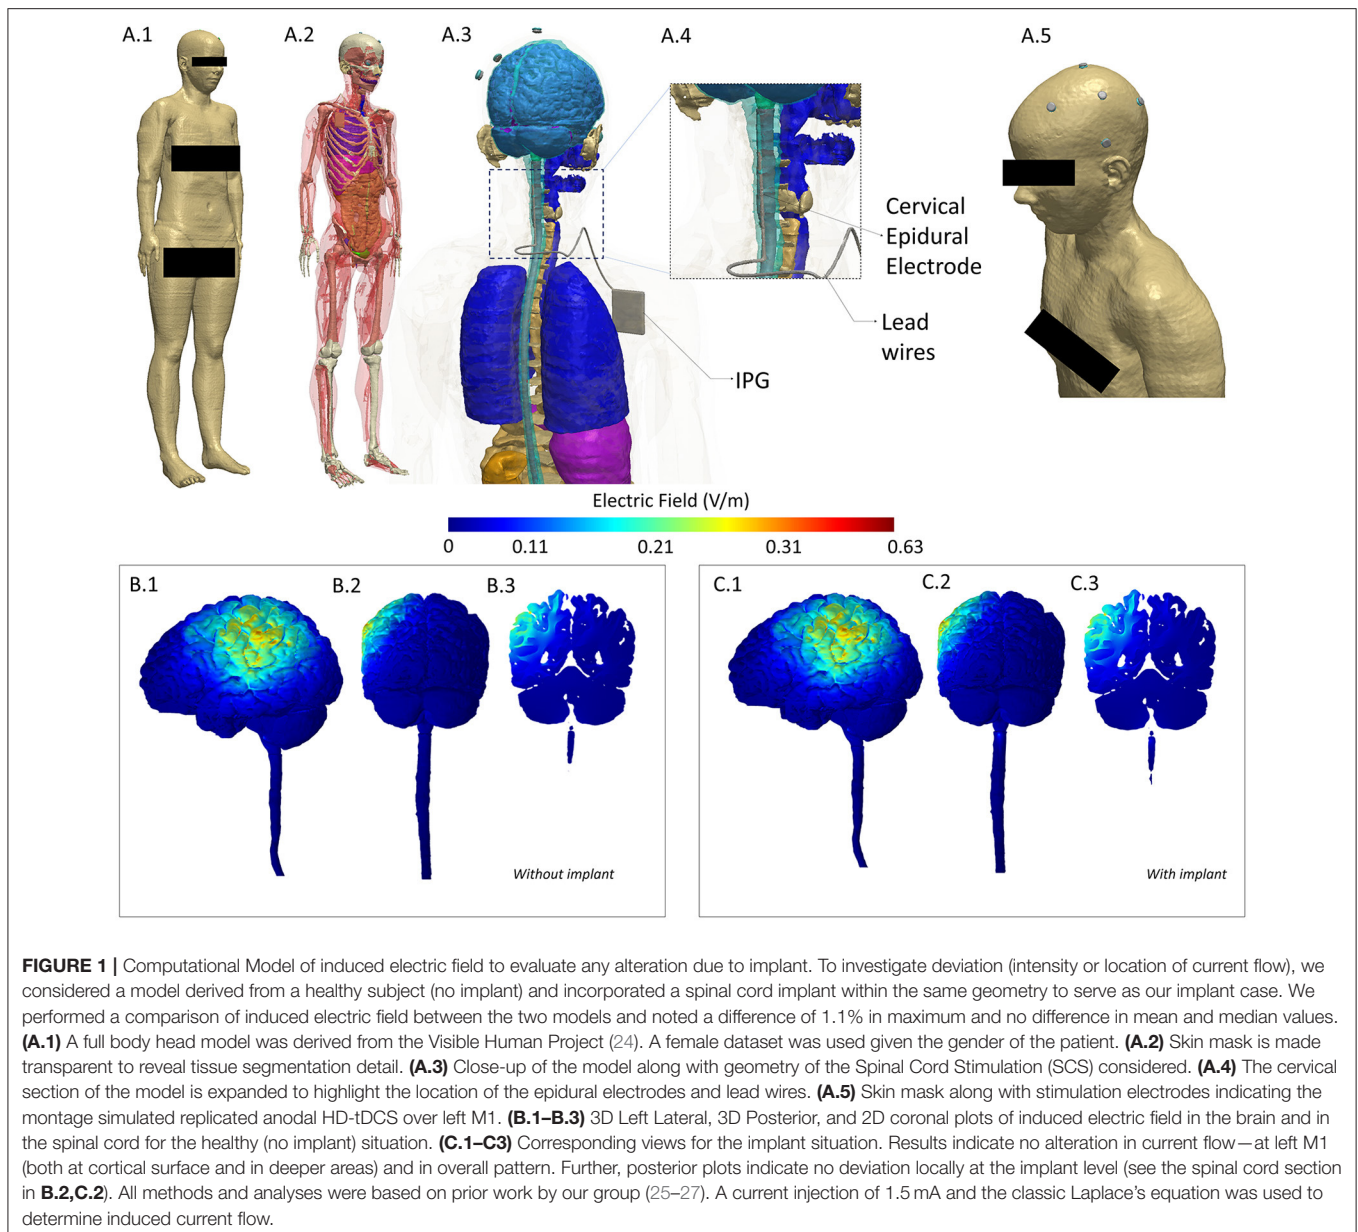 A.1
A.2
A.3
A.4
A.5
Cervical
Epidural
Electrode
Lead
wires
IPG
Electric Field (V/m)
0 0.11 0.21 0.31 0.63
B.1
B.2
B.3
Without implant
C.1
C.2
C.3
With implant
FIGURE 1 | Computational Model of induced electric field to evaluate any alteration due to implant. To investigate deviation (intensity or location of current flow), we
considered a model derived from a healthy subject (no implant) and incorporated a spinal cord implant within the same geometry to serve as our implant case. We
performed a comparison of induced electric field between the two models and noted a difference of 1.1% in maximum and no difference in mean and median values.
(A.1) A full body head model was derived from the Visible Human Project (24). A female dataset was used given the gender of the patient. (A.2) Skin mask is made
transparent to reveal tissue segmentation detail. (A.3) Close-up of the model along with geometry of the Spinal Cord Stimulation (SCS) considered. (A.4) The cervical
section of the model is expanded to highlight the location of the epidural electrodes and lead wires. (A.5) Skin mask along with stimulation electrodes indicating the
montage simulated replicated anodal HD-tDCS over left M1. (B.1–B.3) 3D Left Lateral, 3D Posterior, and 2D coronal plots of induced electric field in the brain and in
the spinal cord for the healthy (no implant) situation. (C.1–C3) Corresponding views for the implant situation. Results indicate no alteration in current flow—at left M1
(both at cortical surface and in deeper areas) and in overall pattern. Further, posterior plots indicate no deviation locally at the implant level (see the spinal cord section
in B.2,C.2). All methods and analyses were based on prior work by our group (25–27). A current injection of 1.5 mA and the classic Laplace's equation was used to
determine induced current flow.